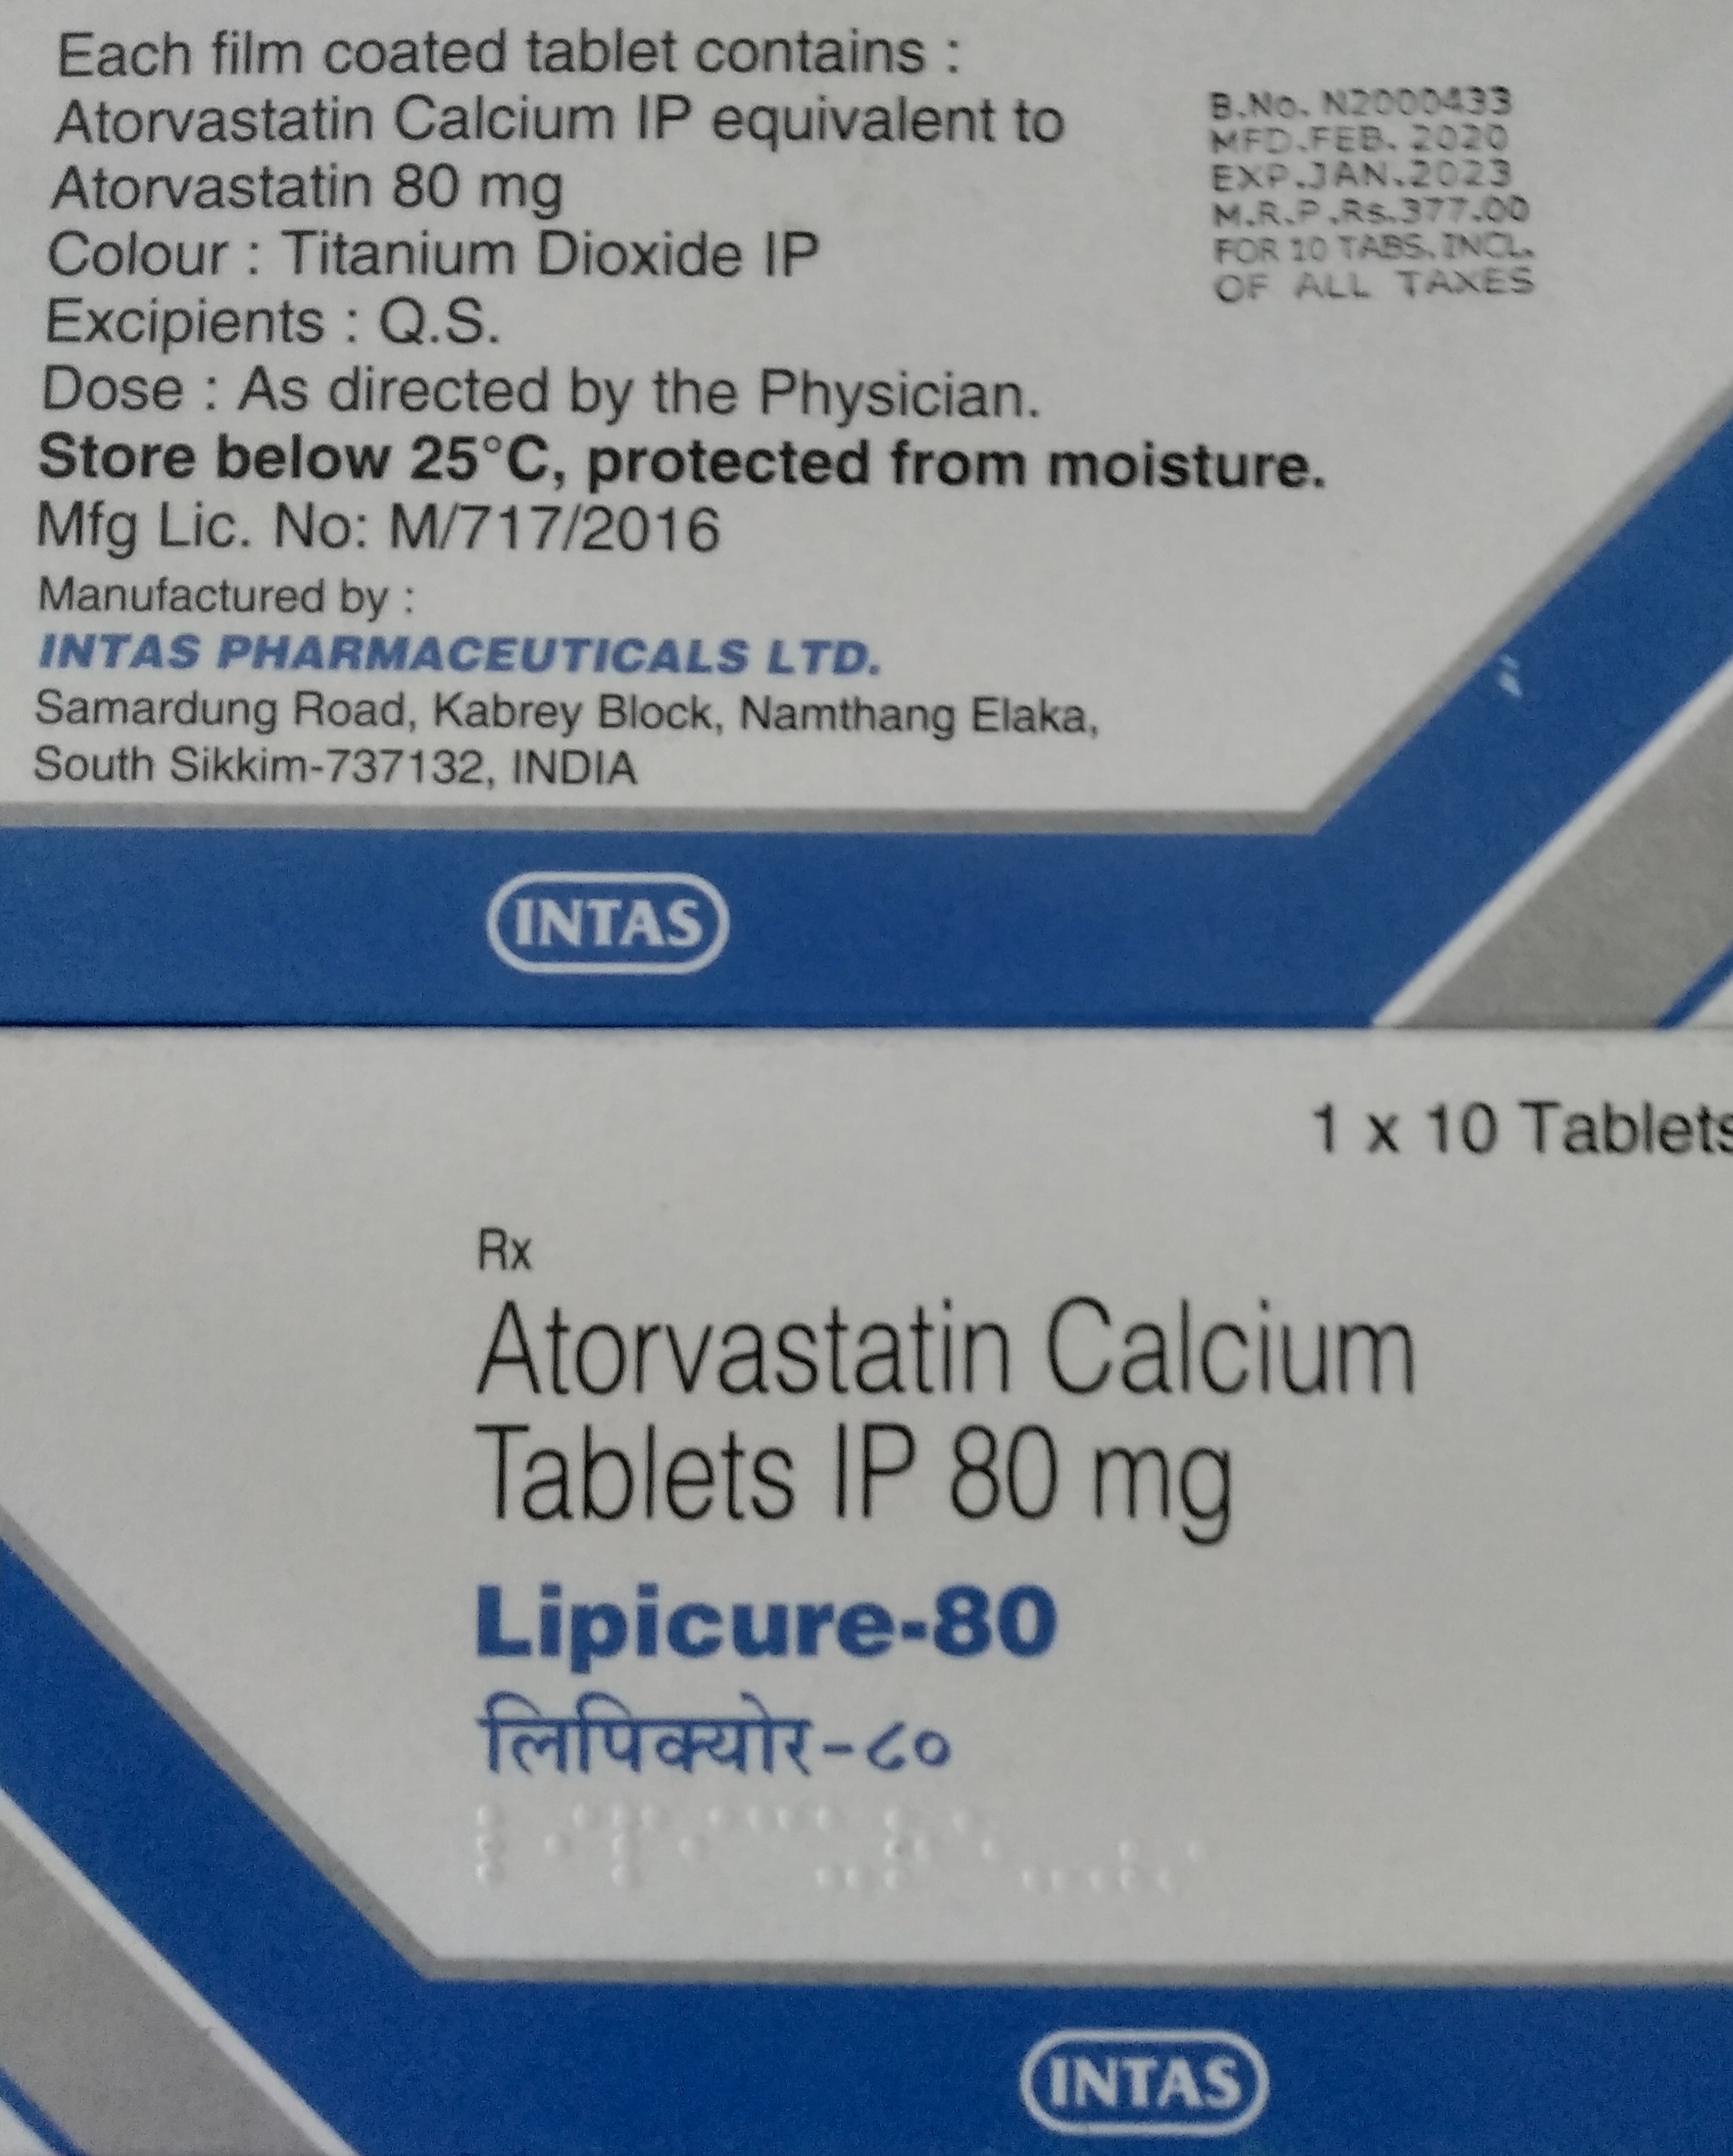 Each film coated tablet contains :
Atorvastatin Calcium IP equivalent to
Atorvastatin 80 mg
Colour : Titanium Dioxide IP
Excipients : Q.S.
Dose : As directed by the Physician.
Store below 25°C, protected from moisture.
Mfg Lic. No: M/717/2016
Manufactured by :
INTAS PHARMACEUTICALS LTD.
Samardung Road, Kabrey Block, Namthang Elaka,
South Sikkim-737132, INDIA
B.No. N2000433
MFD.FEB. 2020
EXP.JAN.2023
M.R.P.Rs.377.00
FOR 10 TABS. INCL.
OF ALL TAXES
INTAS
1 x 10 Tablets
Rx
Atorvastatin Calcium
Tablets IP 80 mg
Lipicure-80
लिपिक्योर-८०
INTAS